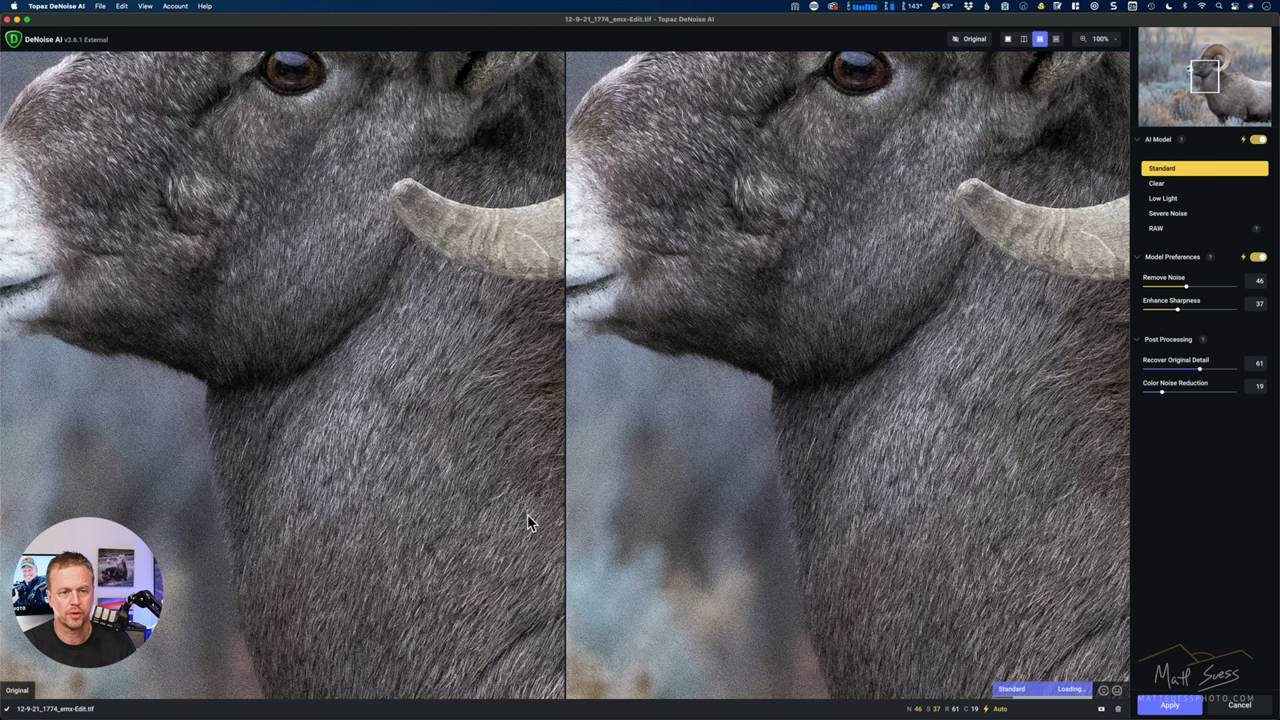 Topaz DeNoise AI File Edit View Account Help 143° 53°
12-9-21_1774_emx-Edit.tif - Topaz DeNoise AI
DeNoise AI v3.6.1 External
Original
100%
AI Model ?
Standard
Clear
Low Light
Severe Noise
RAW ?
Model Preferences ?
Remove Noise 46
Enhance Sharpness 37
Post Processing ?
Recover Original Detail 61
Color Noise Reduction 19
Original
Standard Loading...
Matt Suess
MATTSUESSPHOTO.COM
Apply Cancel
12-9-21_1774_emx-Edit.tif
N 46 S 37 R 61 C 19 Auto